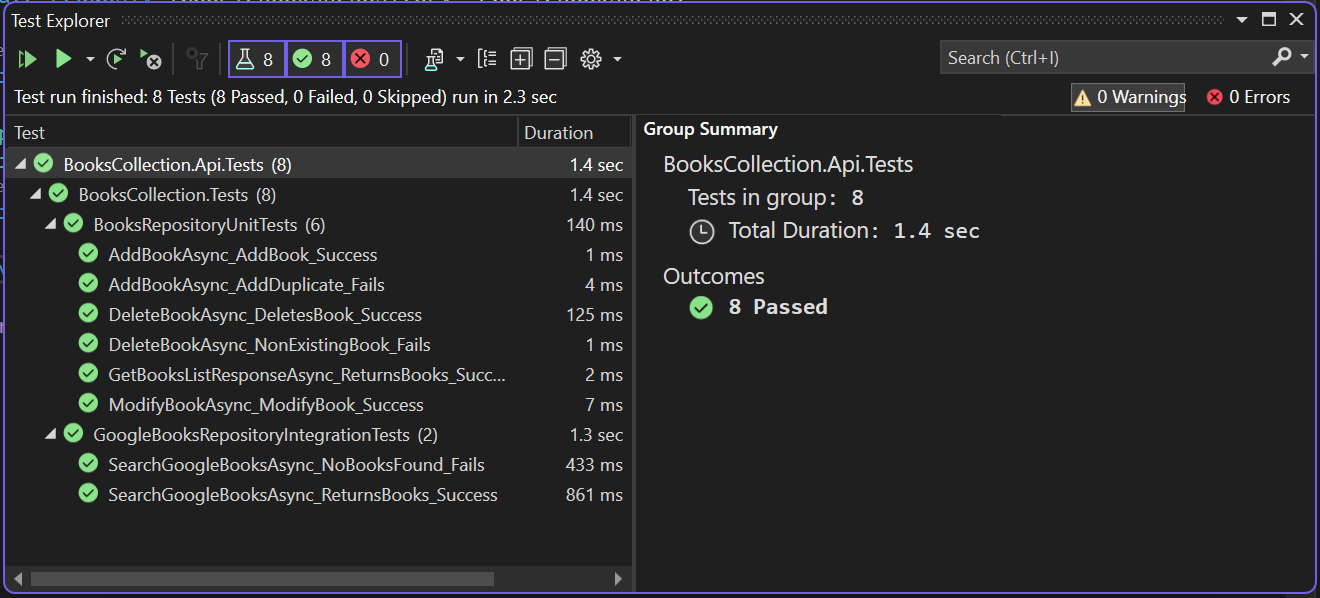 Test Explorer
8 8 0
Search (Ctrl+I)
Test run finished: 8 Tests (8 Passed, 0 Failed, 0 Skipped) run in 2.3 sec
0 Warnings 0 Errors
Test Duration
BooksCollection.Api.Tests (8) 1.4 sec
BooksCollection.Tests (8) 1.4 sec
BooksRepositoryUnitTests (6) 140 ms
AddBookAsync_AddBook_Success 1 ms
AddBookAsync_AddDuplicate_Fails 4 ms
DeleteBookAsync_DeletesBook_Success 125 ms
DeleteBookAsync_NonExistingBook_Fails 1 ms
GetBooksListResponseAsync_ReturnsBooks_Succ... 2 ms
ModifyBookAsync_ModifyBook_Success 7 ms
GoogleBooksRepositoryIntegrationTests (2) 1.3 sec
SearchGoogleBooksAsync_NoBooksFound_Fails 433 ms
SearchGoogleBooksAsync_ReturnsBooks_Success 861 ms
Group Summary
BooksCollection.Api.Tests
Tests in group: 8
Total Duration: 1.4 sec
Outcomes
8 Passed